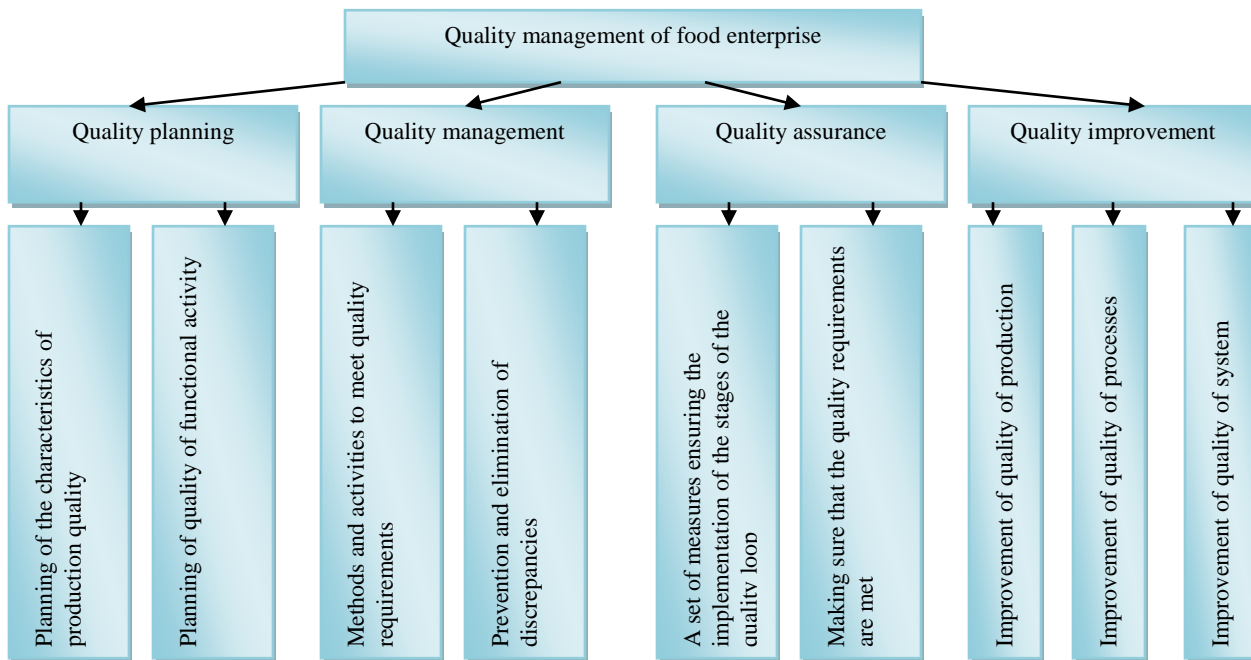 Quality management of food enterprise
Quality planning
Quality management
Quality assurance
Quality improvement
Planning of the characteristics of
production quality
Planning of quality of functional activity
Methods and activities to meet quality
requirements
Prevention and elimination of
discrepancies
A set of measures ensuring the
implementation of the stages of the
quality loop
Making sure that the quality requirements
are met
Improvement of quality of production
Improvement of quality of processes
Improvement of quality of system